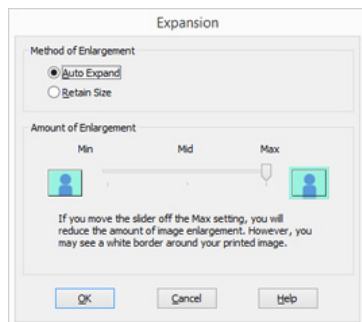 Expansion
Method of Enlargement
Auto Expand
Retain Size
Amount of Enlargement
Min Mid Max
If you move the slider off the Max setting, you will
reduce the amount of image enlargement. However, you
may see a white border around your printed image.
OK Cancel Help